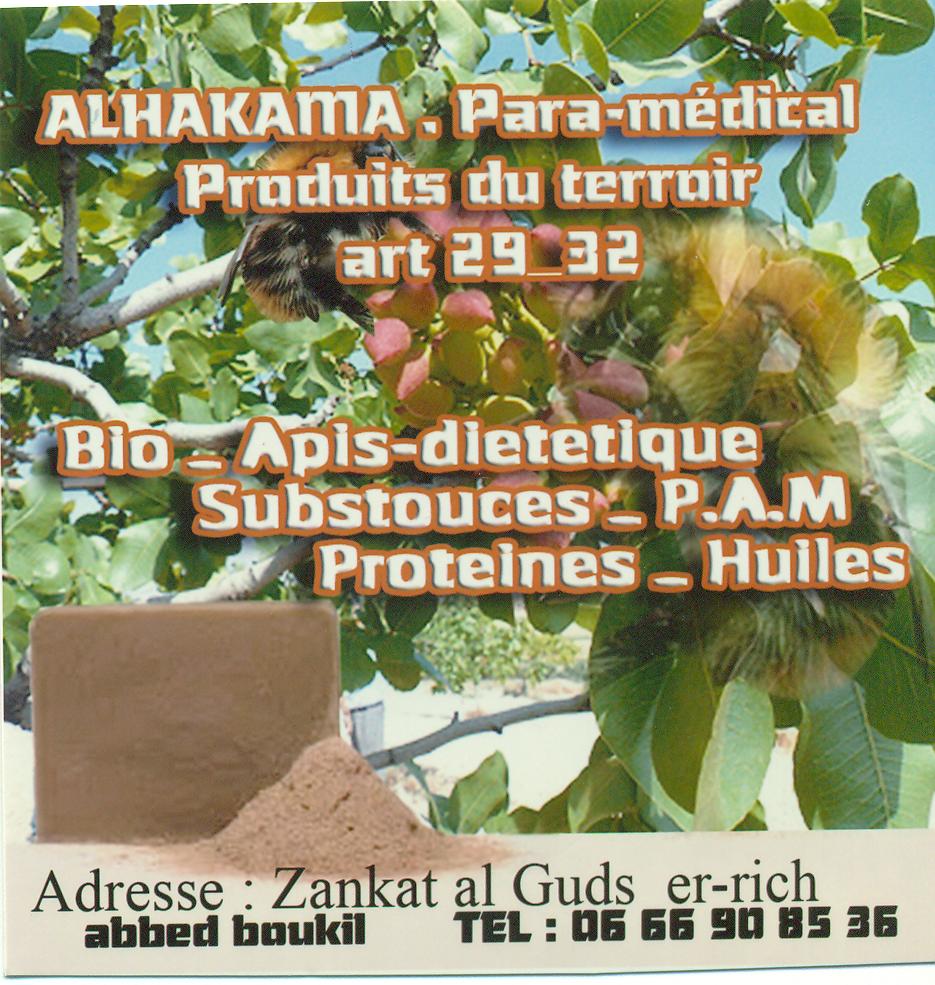 ALHAKAMA . Para-médical
Produits du terroir
art 29_32
Bio _ Apis-dietetique
Substouces _ P.A.M
Proteines _ Huiles
Adresse : Zankat al Guds er-rich
abbed boukil TEL : 06 66 90 85 36